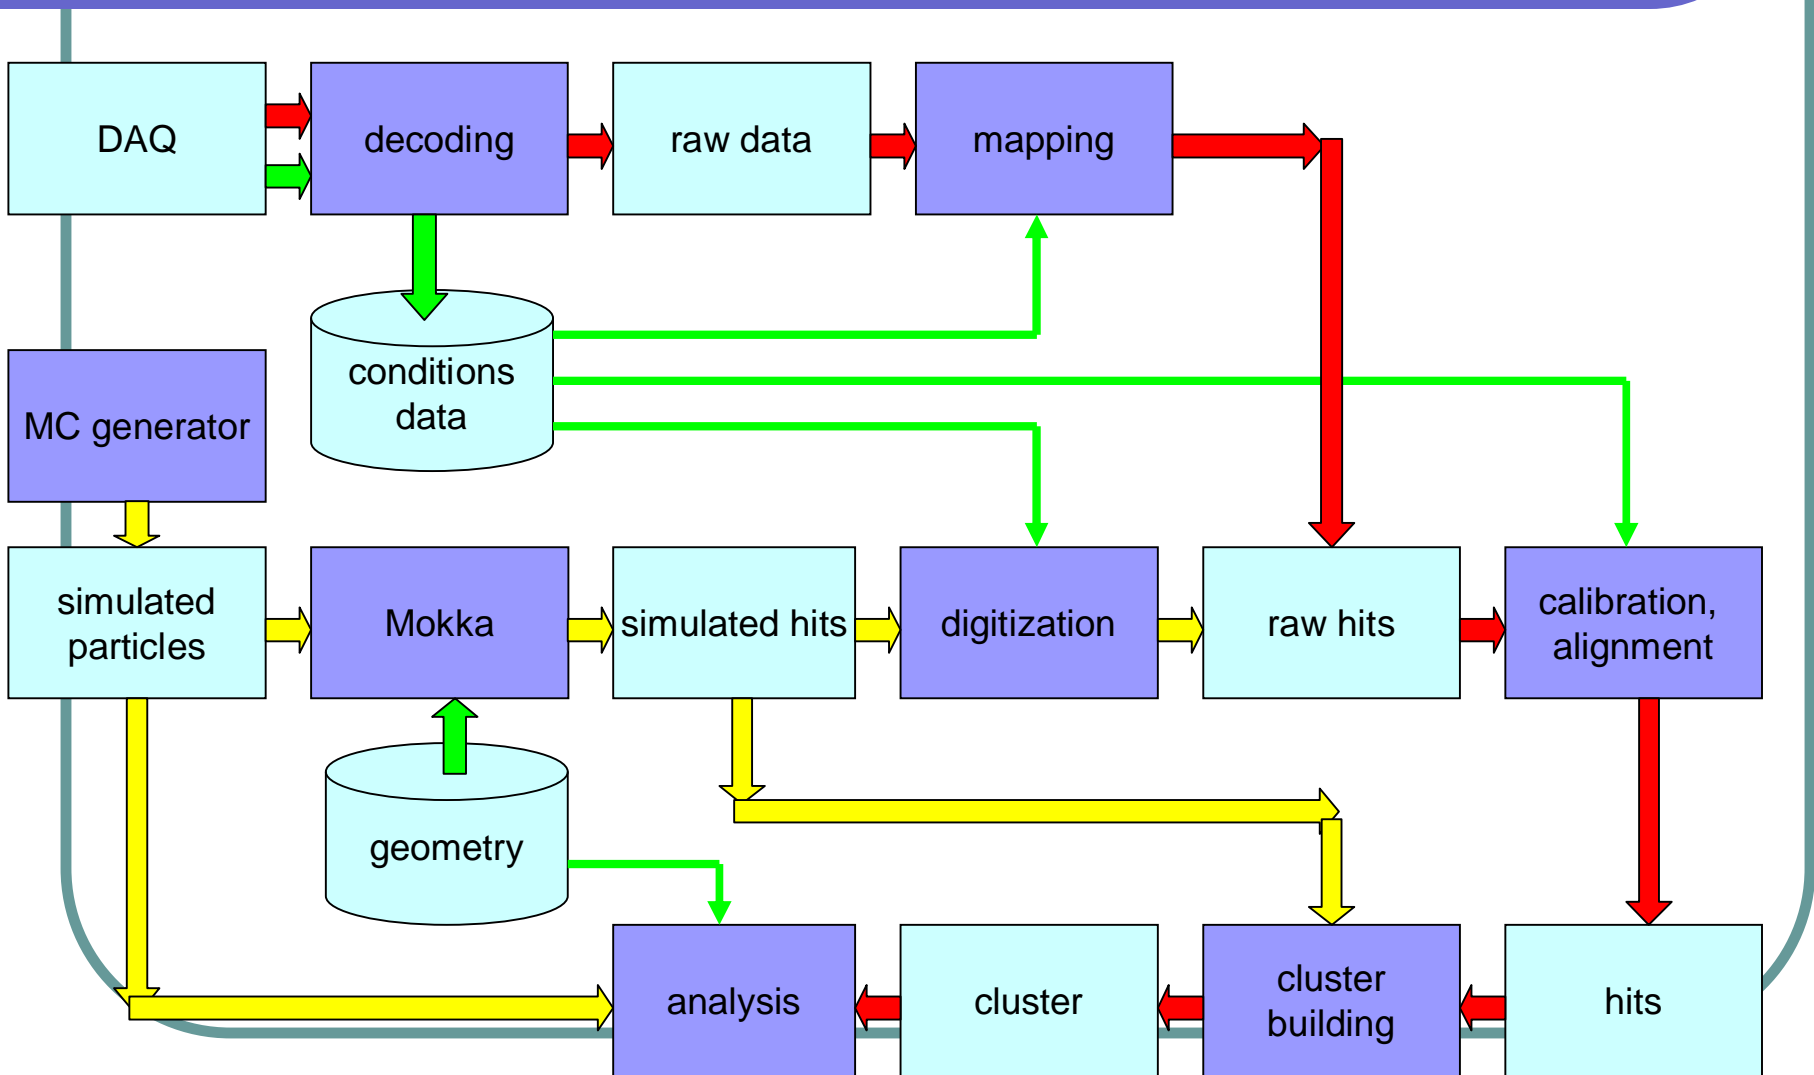 DAQ
decoding
raw data
mapping
conditions
data
MC generator
simulated
particles
Mokka
simulated hits
digitization
raw hits
calibration,
alignment
geometry
analysis
cluster
cluster
building
hits